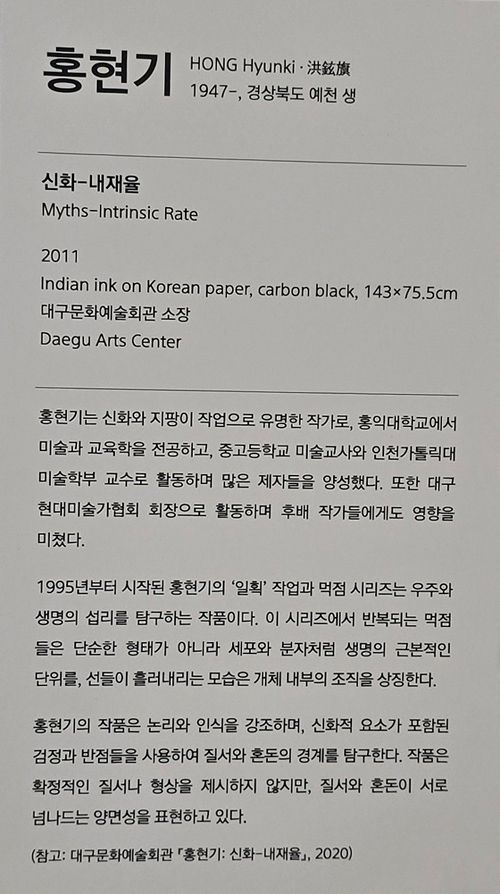 홍현기 HONG Hyunki · 洪鉉旗
1947-, 경상북도 예천 생
신화-내재율
Myths-Intrinsic Rate
2011
Indian ink on Korean paper, carbon black, 143×75.5cm
대구문화예술회관 소장
Daegu Arts Center
홍현기는 신화와 지팡이 작업으로 유명한 작가로, 홍익대학교에서
미술과 교육학을 전공하고, 중고등학교 미술교사와 인천가톨릭대
미술학부 교수로 활동하며 많은 제자들을 양성했다. 또한 대구
현대미술가협회 회장으로 활동하며 후배 작가들에게도 영향을
미쳤다.
1995년부터 시작된 홍현기의 ‘일획’ 작업과 먹점 시리즈는 우주와
생명의 섭리를 탐구하는 작품이다. 이 시리즈에서 반복되는 먹점
들은 단순한 형태가 아니라 세포와 분자처럼 생명의 근본적인
단위를, 선들이 흘러내리는 모습은 개체 내부의 조직을 상징한다.
홍현기의 작품은 논리와 인식을 강조하며, 신화적 요소가 포함된
검정과 반점들을 사용하여 질서와 혼돈의 경계를 탐구한다. 작품은
확정적인 질서나 형상을 제시하지 않지만, 질서와 혼돈이 서로
넘나드는 양면성을 표현하고 있다.
(참고: 대구문화예술회관 『홍현기: 신화-내재율』, 2020)